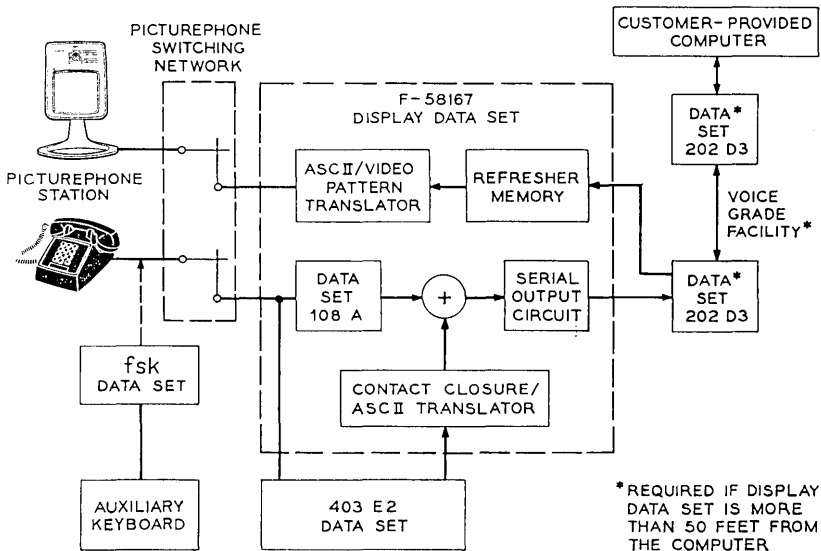 PICTUREPHONE
SWITCHING
NETWORK
CUSTOMER-PROVIDED
COMPUTER
F-58167
DISPLAY DATA SET
DATA*
SET
202 D3
ASCII/VIDEO
PATTERN
TRANSLATOR
REFRESHER
MEMORY
PICTUREPHONE
STATION
VOICE
GRADE
FACILITY*
DATA
SET
108 A
+
SERIAL
OUTPUT
CIRCUIT
DATA*
SET
202 D3
fsk
DATA SET
CONTACT CLOSURE/
ASCII TRANSLATOR
AUXILIARY
KEYBOARD
403 E2
DATA SET
*REQUIRED IF DISPLAY
DATA SET IS MORE
THAN 50 FEET FROM
THE COMPUTER